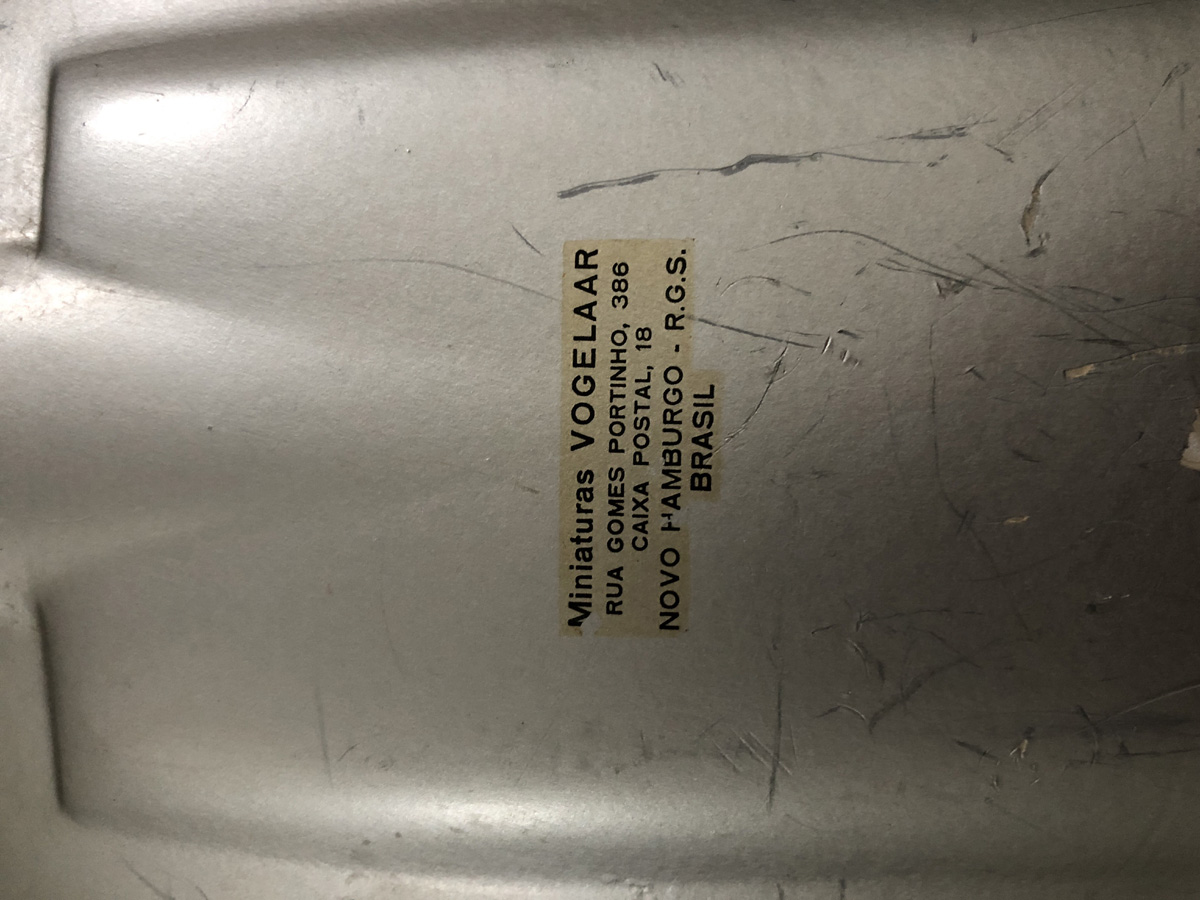 Miniaturas VOGELAAR
RUA GOMES PORTINHO, 386
CAIXA POSTAL, 18
NOVO HAMBURGO - R.G.S.
BRASIL